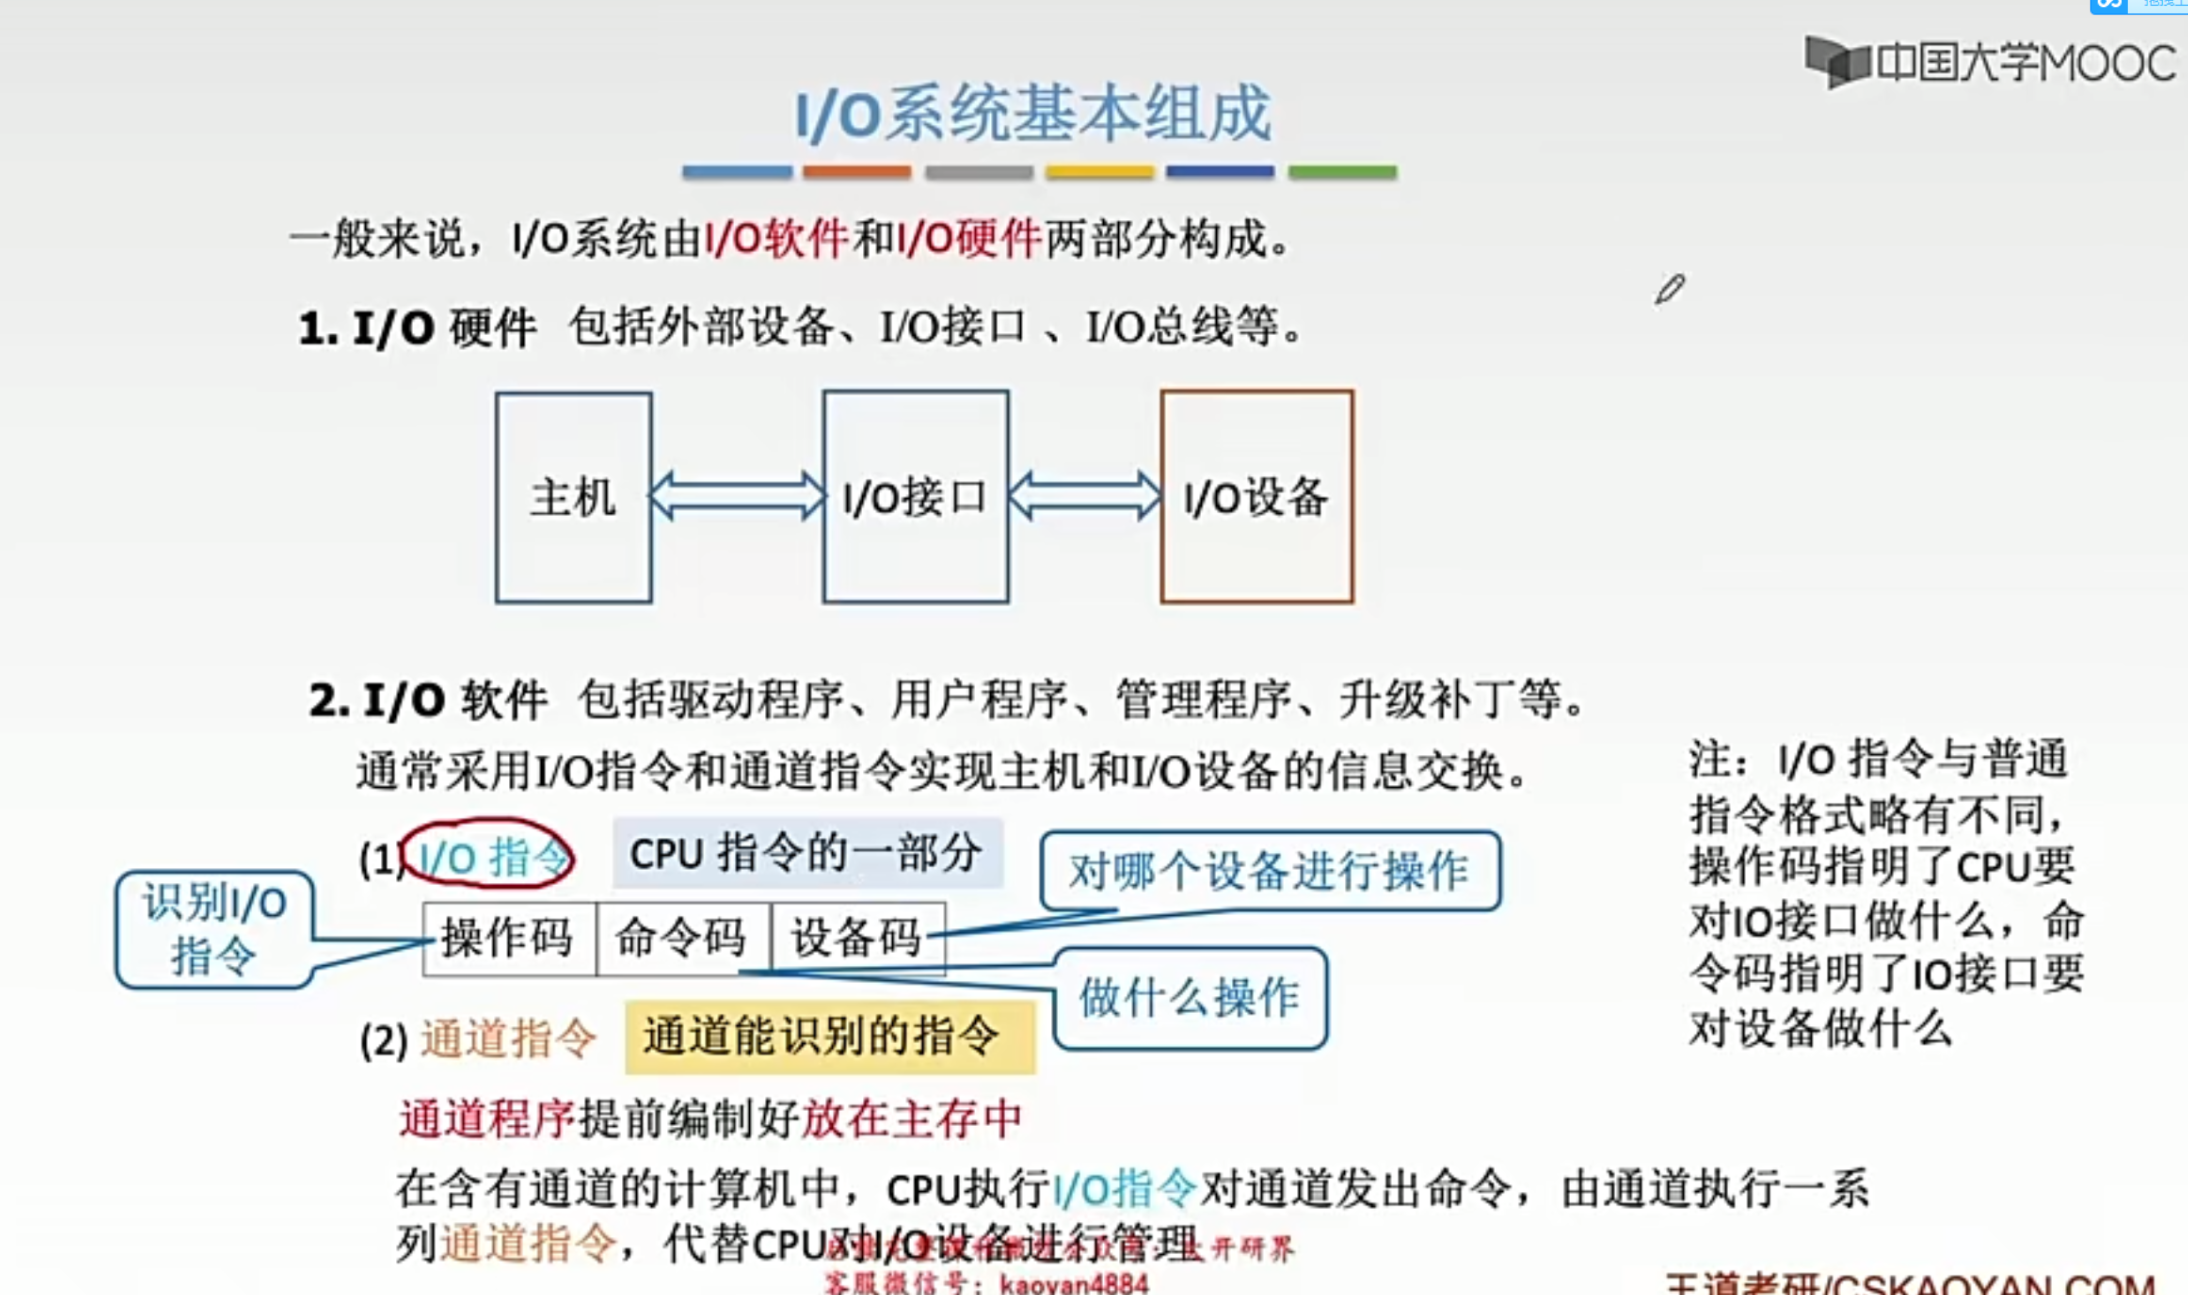 中国大学MOOC
I/O系统基本组成
一般来说，I/O系统由I/O软件和I/O硬件两部分构成。
1. I/O 硬件 包括外部设备、I/O接口 、I/O总线等。
主机 I/O接口 I/O设备
2. I/O 软件 包括驱动程序、用户程序、管理程序、升级补丁等。
通常采用I/O指令和通道指令实现主机和I/O设备的信息交换。
(1) I/O 指令 CPU 指令的一部分
对哪个设备进行操作
识别I/O
指令
操作码 命令码 设备码
做什么操作
(2) 通道指令 通道能识别的指令
通道程序提前编制好放在主存中
在含有通道的计算机中，CPU执行I/O指令对通道发出命令，由通道执行一系
列通道指令，代替CPU对I/O设备进行管理
注：I/O 指令与普通
指令格式略有不同，
操作码指明了CPU要
对IO接口做什么，命
令码指明了IO接口要
对设备做什么
开研界
客服微信号：kaoyan4884
王道考研/CSKAOYAN.COM